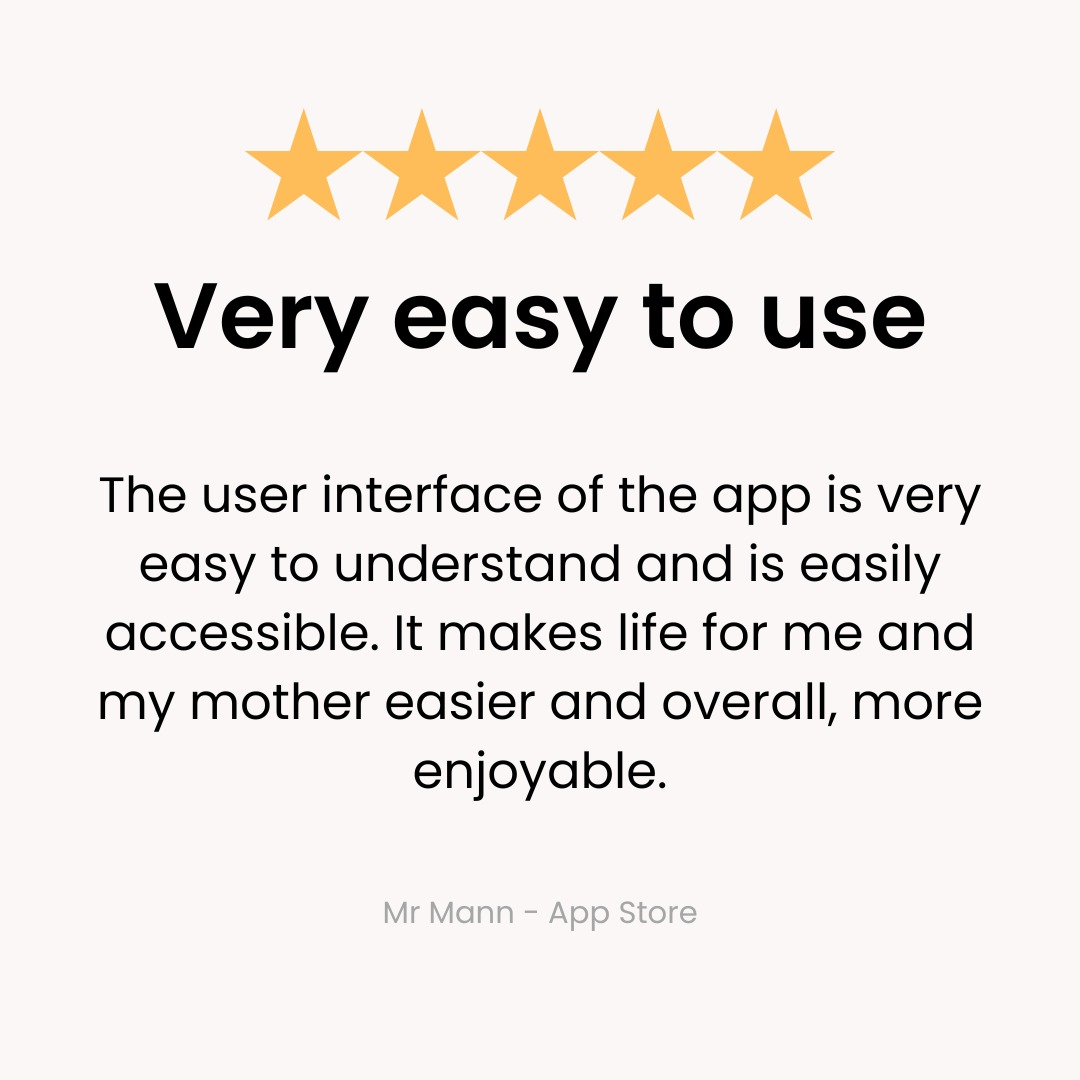 Very easy to use
The user interface of the app is very
easy to understand and is easily
accessible. It makes life for me and
my mother easier and overall, more
enjoyable.
Mr Mann - App Store